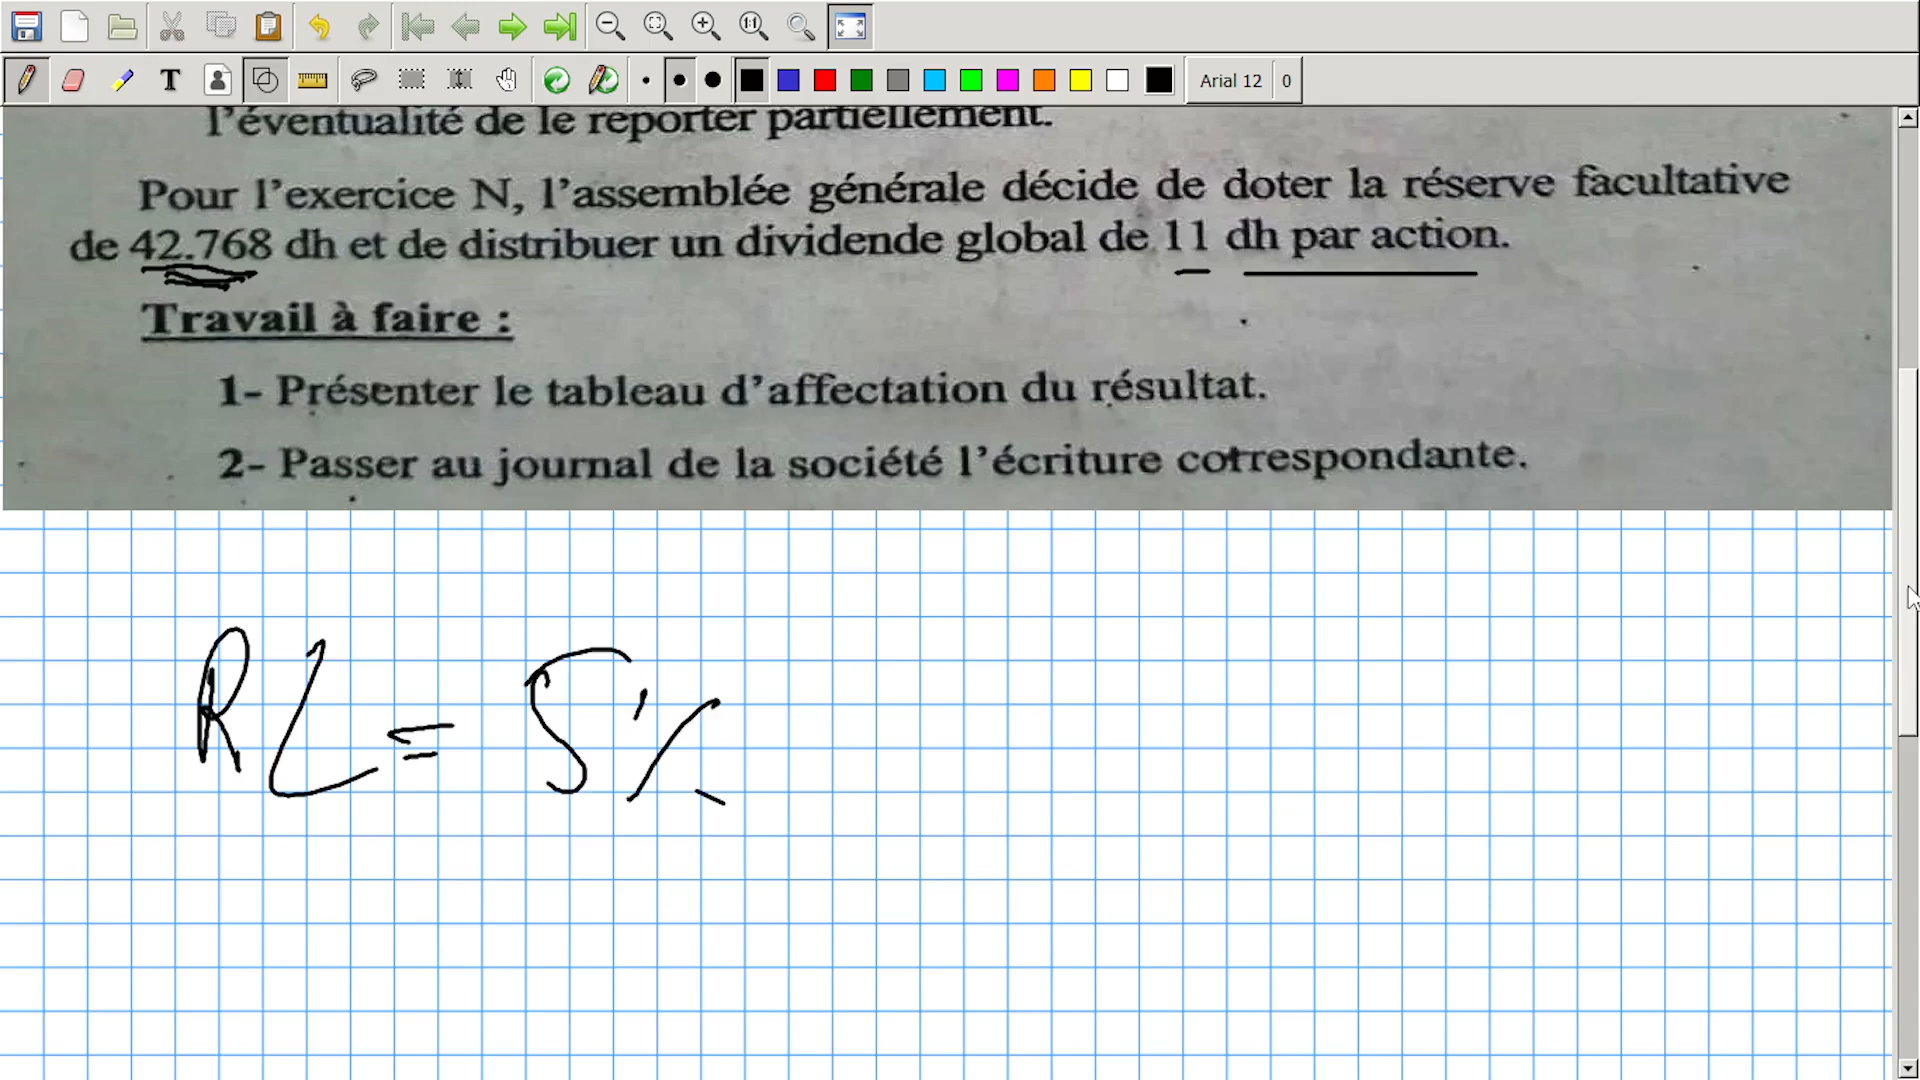 T
1:1
Arial 12 0
l'éventualité de le reporter partiellement.
Pour l'exercice N, l'assemblée générale décide de doter la réserve facultative
de 42.768 dh et de distribuer un dividende global de 11 dh par action.
Travail à faire :
1- Présenter le tableau d'affectation du résultat.
2- Passer au journal de la société l'écriture correspondante.
RL = 5%